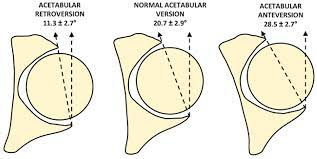 ACETABULAR
RETROVERSION
11.3 ± 2.7°
NORMAL ACETABULAR
VERSION
20.7 ± 2.9°
ACETABULAR
ANTEVERSION
28.5 ± 2.7°